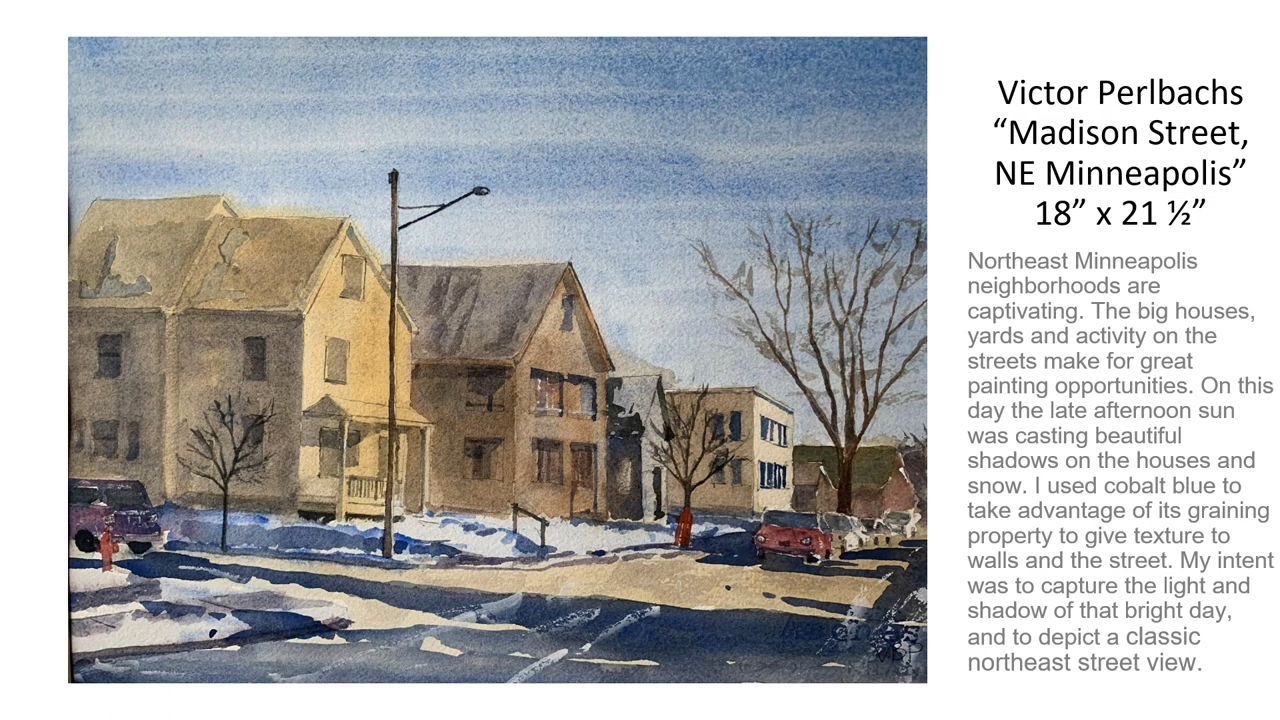 Victor Perlbachs
“Madison Street,
NE Minneapolis”
18” x 21 ½”
Northeast Minneapolis
neighborhoods are
captivating. The big houses,
yards and activity on the
streets make for great
painting opportunities. On this
day the late afternoon sun
was casting beautiful
shadows on the houses and
snow. I used cobalt blue to
take advantage of its graining
property to give texture to
walls and the street. My intent
was to capture the light and
shadow of that bright day,
and to depict a classic
northeast street view.